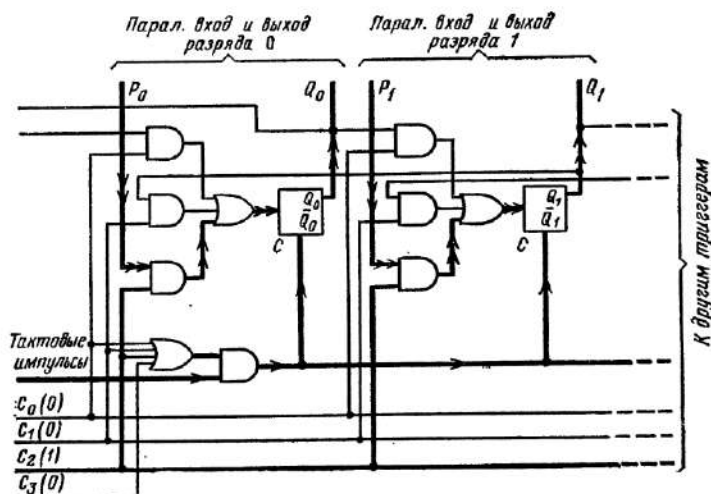 Парал. вход и выход
разряда 0
Парал. вход и выход
разряда 1
P₀
Q₀
P₁
Q₁
Q₀
Q̄₀
C
Q₁
Q̄₁
C
К другим триггерам
Тактовые
импульсы
C₀(0)
C₁(0)
C₂(1)
C₃(0)